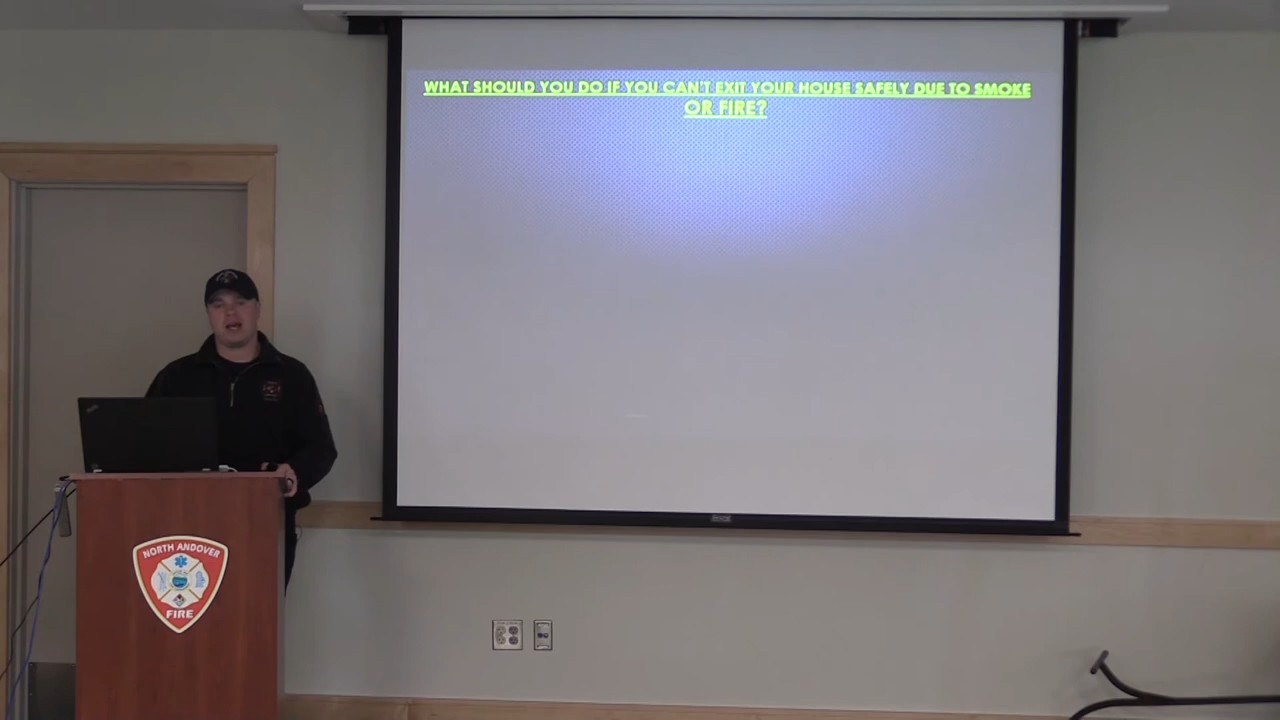 WHAT SHOULD YOU DO IF YOU CAN'T EXIT YOUR HOUSE SAFELY DUE TO SMOKE
OR FIRE?
NORTH ANDOVER
FIRE